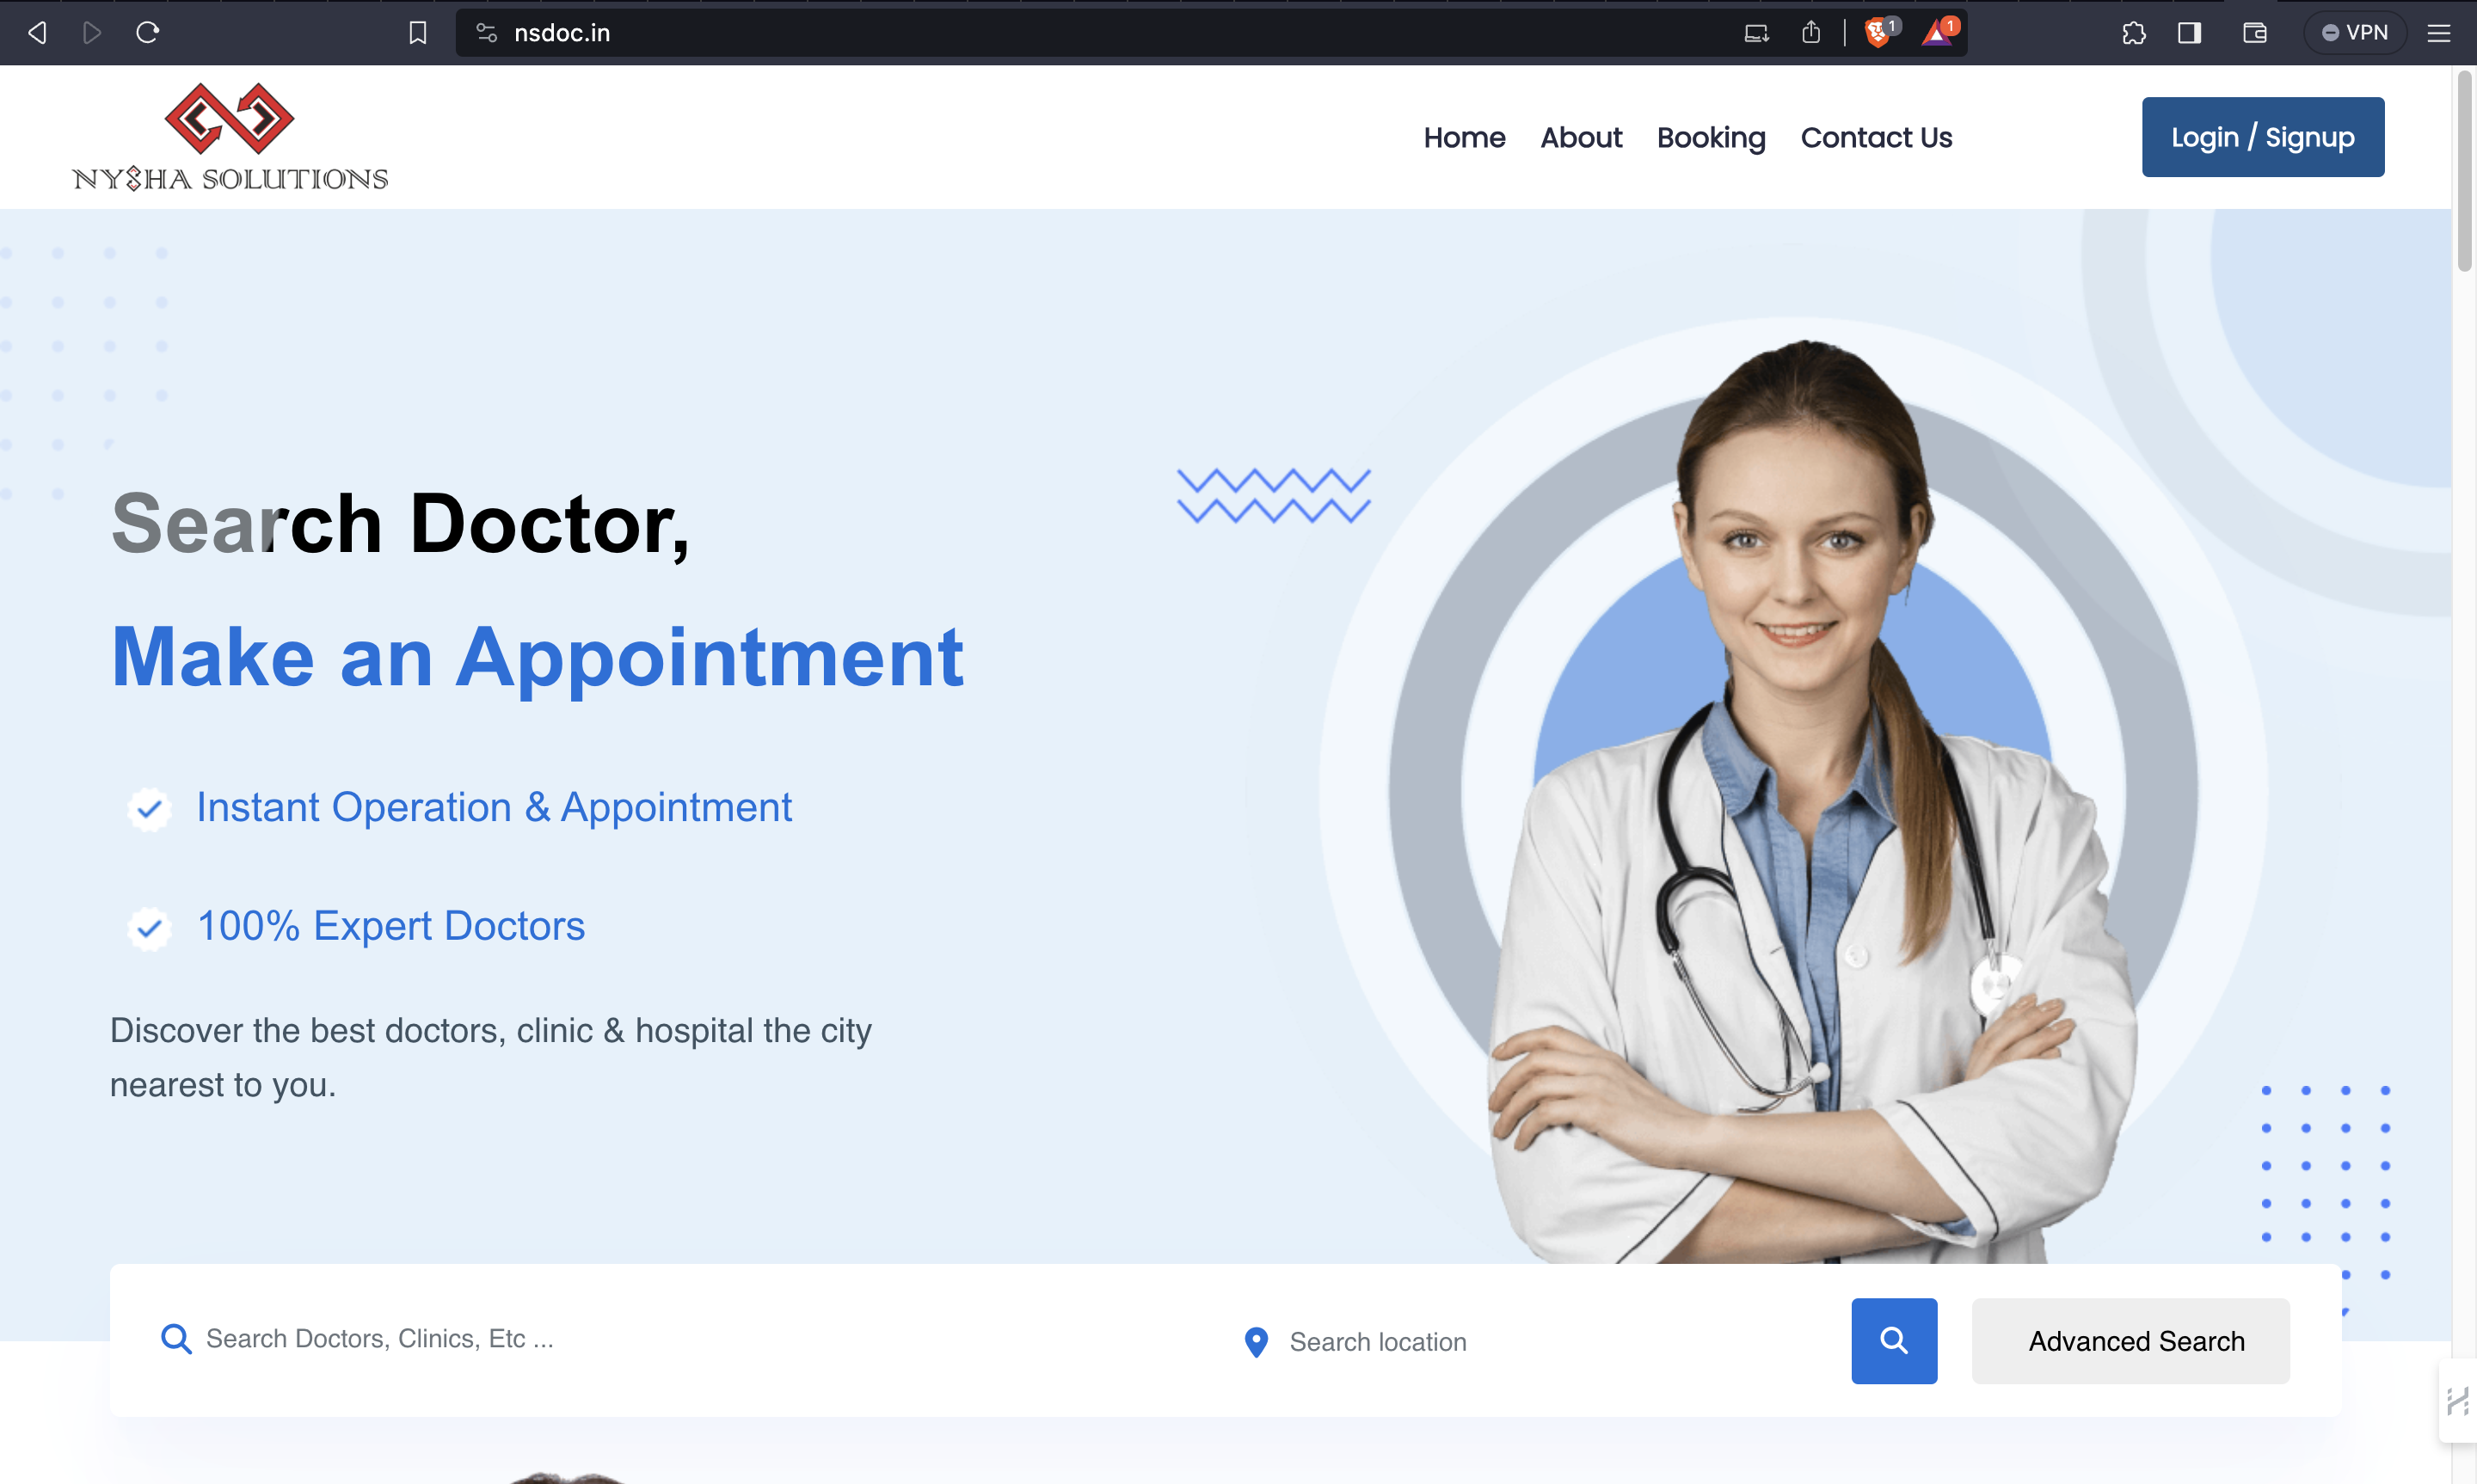 nsdoc.in
1
1
VPN
NYSHA SOLUTIONS
Home
About
Booking
Contact Us
Login / Signup
Search Doctor,
Make an Appointment
Instant Operation & Appointment
100% Expert Doctors
Discover the best doctors, clinic & hospital the city
nearest to you.
Search Doctors, Clinics, Etc ...
Search location
Advanced Search